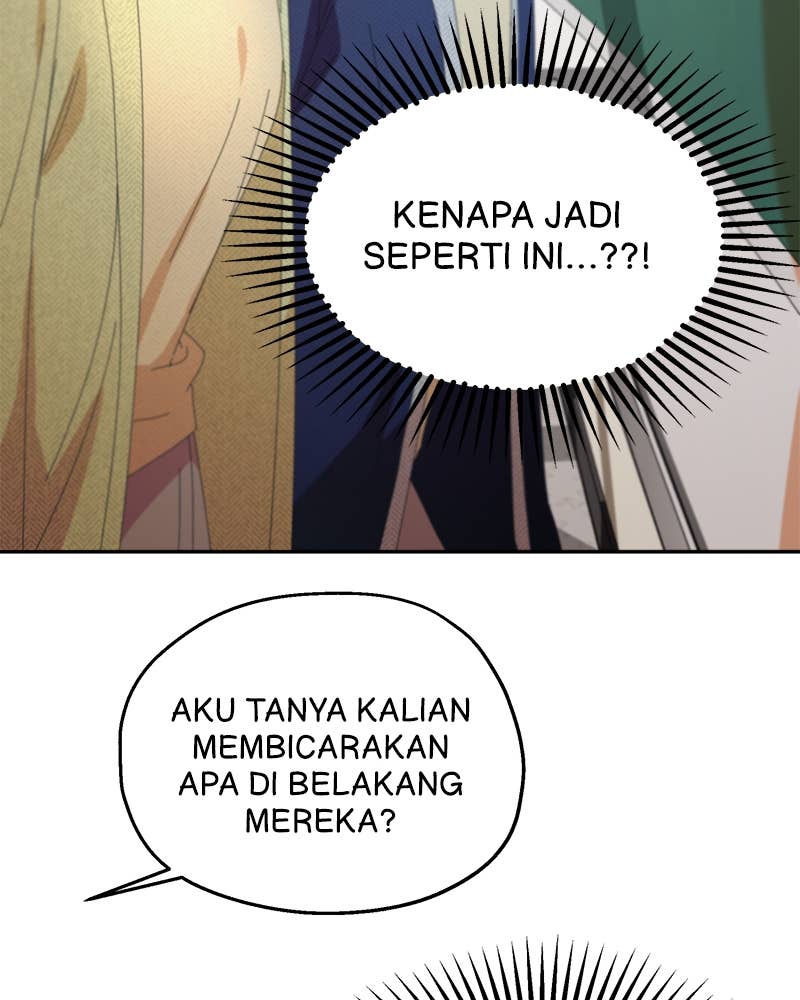 KENAPA JADI
SEPERTI INI...??!
AKU TANYA KALIAN
MEMBICARAKAN
APA DI BELAKANG
MEREKA?